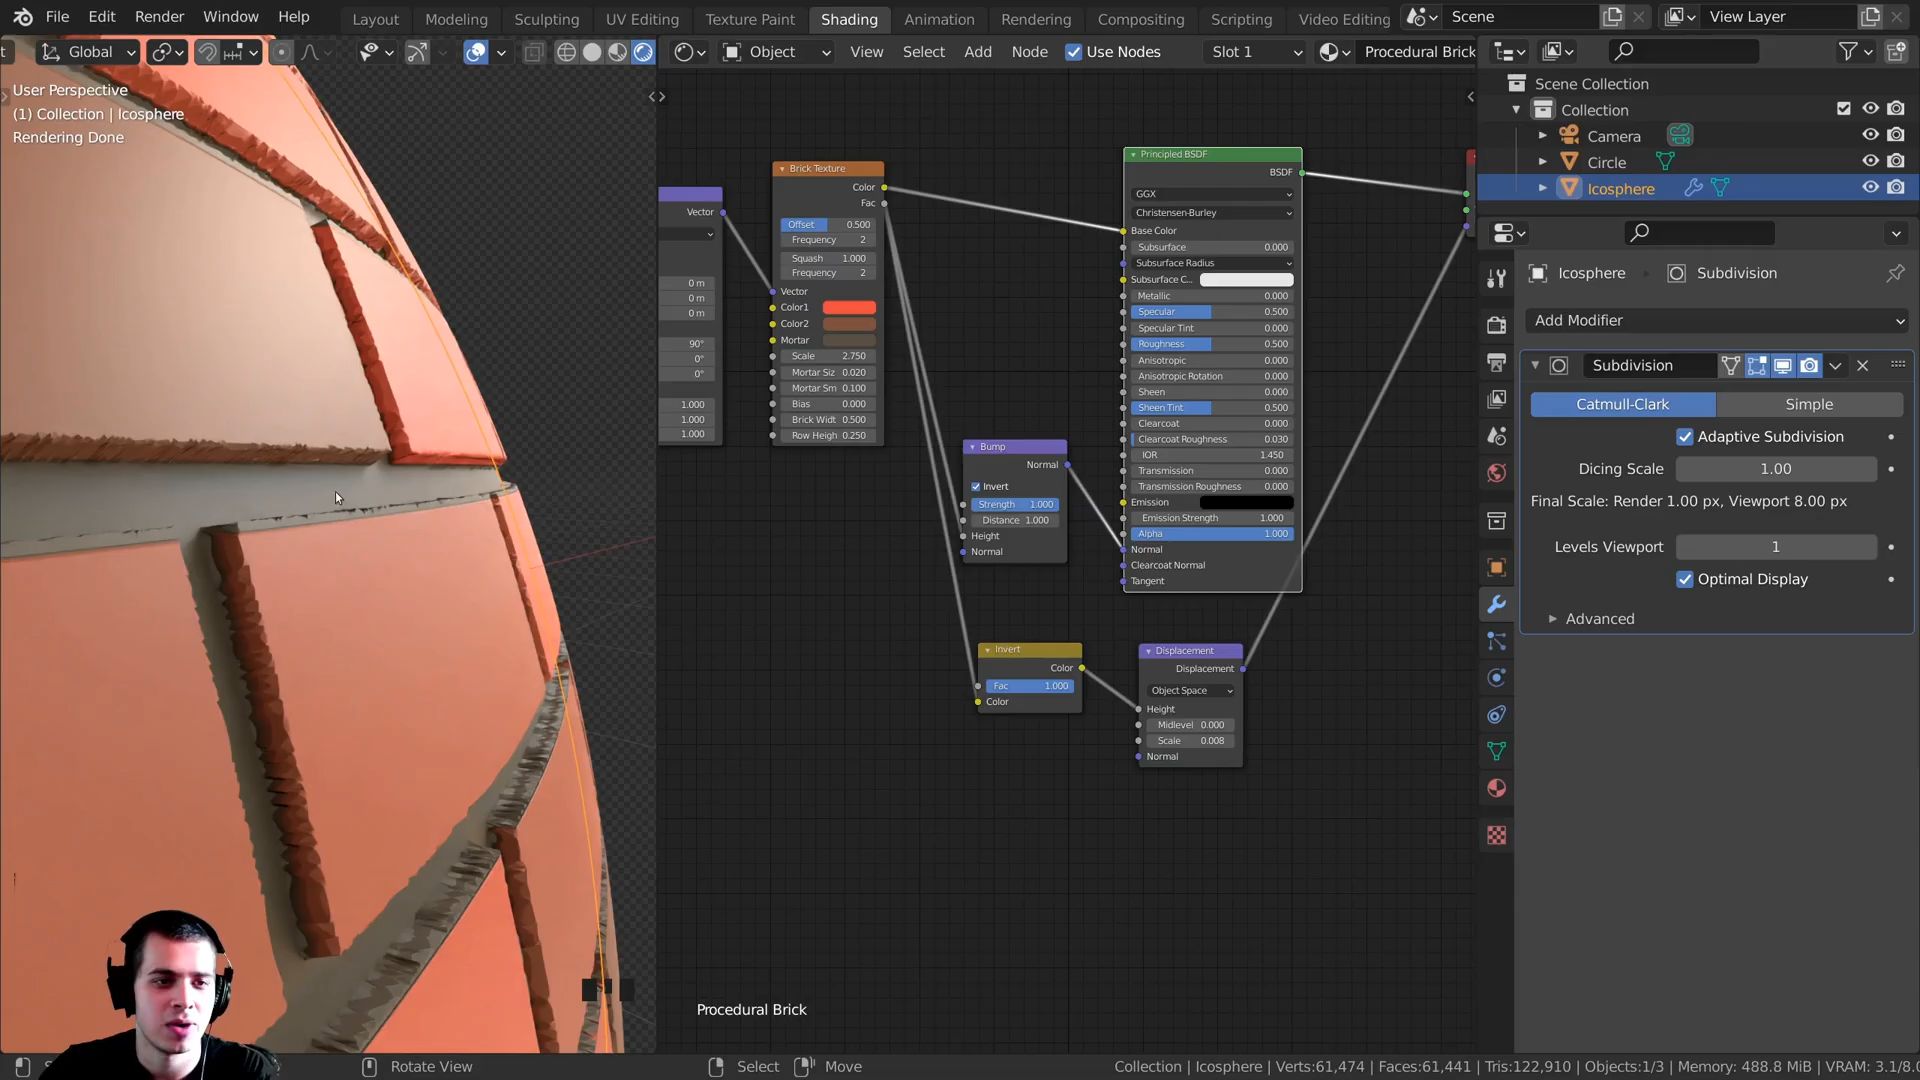 File Edit Render Window Help Layout Modeling Sculpting UV Editing Texture Paint Shading Animation Rendering Compositing Scripting Video Editing Scene View Layer
Global Object View Select Add Node Use Nodes Slot 1 Procedural Brick
User Perspective
(1) Collection | Icosphere
Rendering Done
Vector
0 m
0 m
0 m
90°
0°
0°
1.000
1.000
1.000
Brick Texture
Color
Fac
Offset 0.500
Frequency 2
Squash 1.000
Frequency 2
Vector
Color1
Color2
Mortar
Scale 2.750
Mortar Siz 0.020
Mortar Sm 0.100
Bias 0.000
Brick Widt 0.500
Row Heigh 0.250
Bump
Normal
Invert
Strength 1.000
Distance 1.000
Height
Normal
Invert
Color
Fac 1.000
Color
Principled BSDF
BSDF
GGX
Christensen-Burley
Base Color
Subsurface 0.000
Subsurface Radius
Subsurface C...
Metallic 0.000
Specular 0.500
Specular Tint 0.000
Roughness 0.500
Anisotropic 0.000
Anisotropic Rotation 0.000
Sheen 0.000
Sheen Tint 0.500
Clearcoat 0.000
Clearcoat Roughness 0.030
IOR 1.450
Transmission 0.000
Transmission Roughness 0.000
Emission
Emission Strength 1.000
Alpha 1.000
Normal
Clearcoat Normal
Tangent
Displacement
Displacement
Object Space
Height
Midlevel 0.000
Scale 0.008
Normal
Procedural Brick
Scene Collection
Collection
Camera
Circle
Icosphere
Icosphere Subdivision
Add Modifier
Subdivision
Catmull-Clark Simple
Adaptive Subdivision
Dicing Scale 1.00
Final Scale: Render 1.00 px, Viewport 8.00 px
Levels Viewport 1
Optimal Display
Advanced
Rotate View Select Move Collection | Icosphere | Verts:61,474 | Faces:61,441 | Tris:122,910 | Objects:1/3 | Memory: 488.8 MiB | VRAM: 3.1/8.